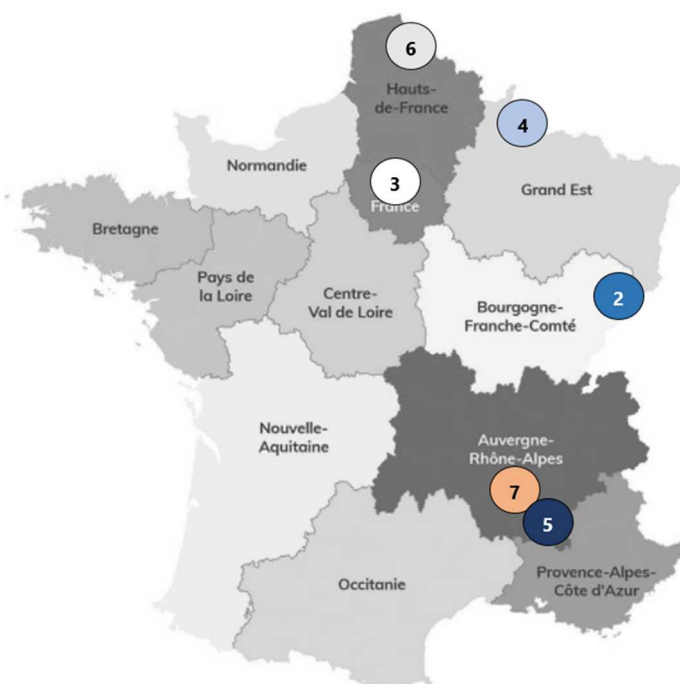 6
Hauts-
de-France
4
Normandie
3
France
Grand Est
Bretagne
Pays de
la Loire
Centre-
Val de Loire
Bourgogne-
Franche-Comté
2
Nouvelle-
Aquitaine
Auvergne-
Rhône-Alpes
7
5
Occitanie
Provence-Alpes-
Côte d'Azur